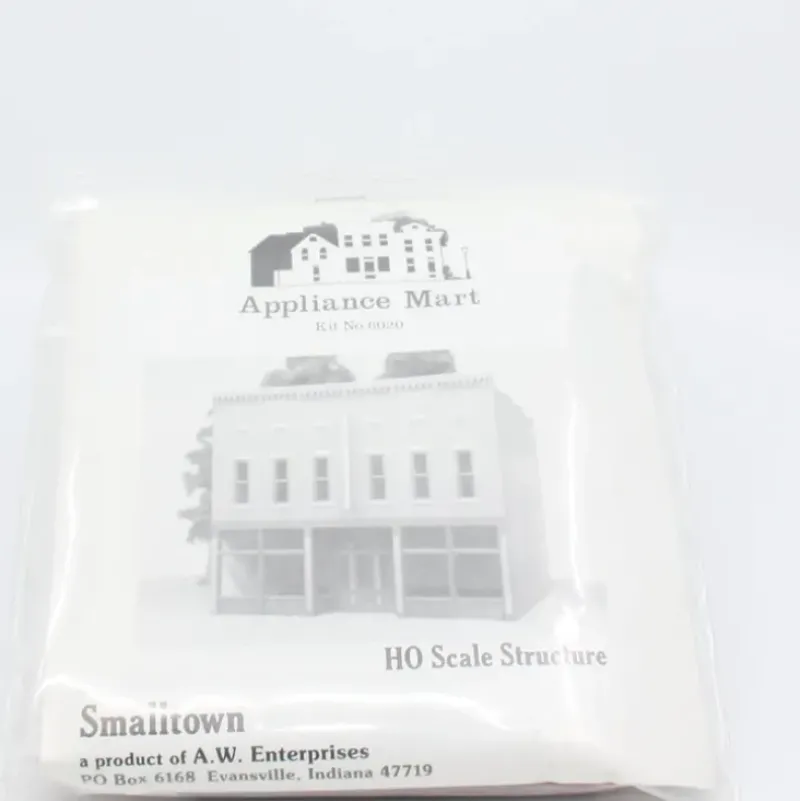 Appliance Mart
Kit No.6020
HO Scale Structure
Smalltown
a product of A.W. Enterprises
PO Box 6168 Evansville, Indiana 47719